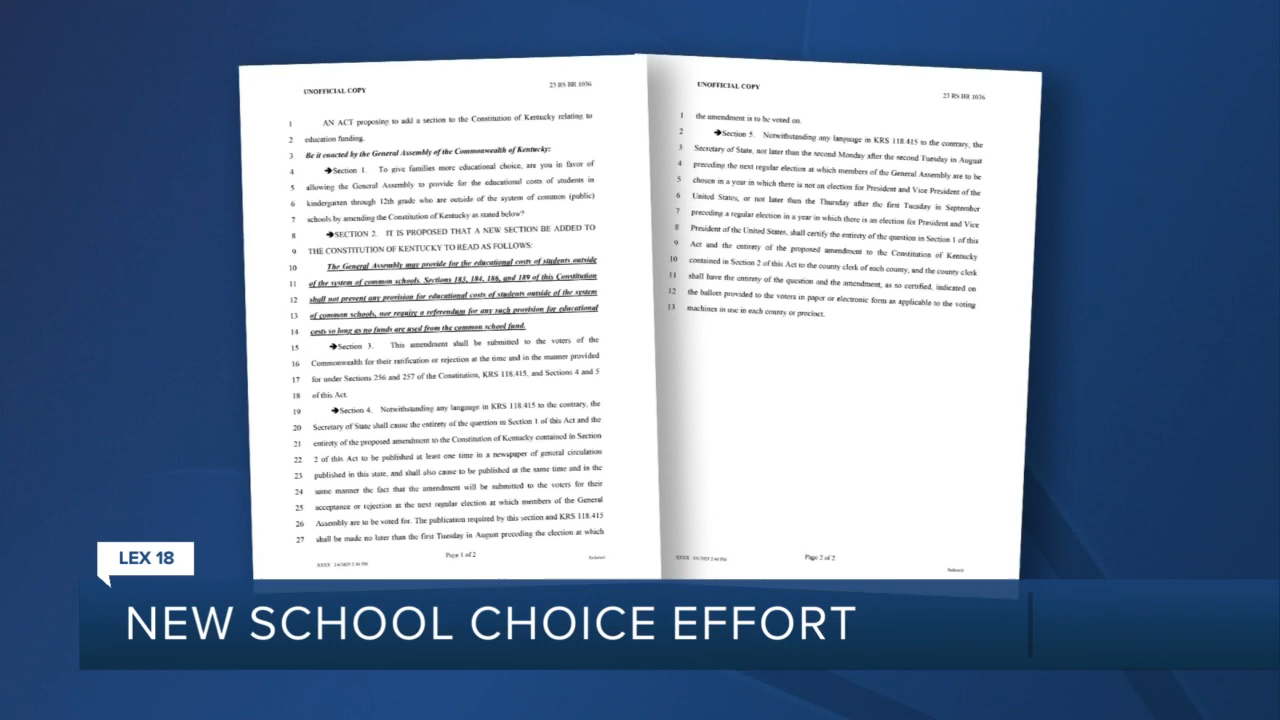 UNOFFICIAL COPY 23 RS BR 1036
1 AN ACT proposing to add a section to the Constitution of Kentucky relating to
2 education funding.
3 Be it enacted by the General Assembly of the Commonwealth of Kentucky:
4 ➔Section 1. To give families more educational choice, are you in favor of
5 allowing the General Assembly to provide for the educational costs of students in
6 kindergarten through 12th grade who are outside of the system of common (public)
7 schools by amending the Constitution of Kentucky as stated below?
8 ➔SECTION 2. IT IS PROPOSED THAT A NEW SECTION BE ADDED TO
9 THE CONSTITUTION OF KENTUCKY TO READ AS FOLLOWS:
10 The General Assembly may provide for the educational costs of students outside
11 of the system of common schools. Sections 183, 184, 186, and 189 of this Constitution
12 shall not prevent any provision for educational costs of students outside of the system
13 of common schools, nor require a referendum for any such provision for educational
14 costs so long as no funds are used from the common school fund.
15 ➔Section 3. This amendment shall be submitted to the voters of the
16 Commonwealth for their ratification or rejection at the time and in the manner provided
17 for under Sections 256 and 257 of the Constitution, KRS 118.415, and Sections 4 and 5
18 of this Act.
19 ➔Section 4. Notwithstanding any language in KRS 118.415 to the contrary, the
20 Secretary of State shall cause the entirety of the question in Section 1 of this Act and the
21 entirety of the proposed amendment to the Constitution of Kentucky contained in Section
22 2 of this Act to be published at least one time in a newspaper of general circulation
23 published in this state, and shall also cause to be published at the same time and in the
24 same manner the fact that the amendment will be submitted to the voters for their
25 acceptance or rejection at the next regular election at which members of the General
26 Assembly are to be voted for. The publication required by this section and KRS 118.415
27 shall be made no later than the first Tuesday in August preceding the election at which
Page 1 of 2
XXXX
UNOFFICIAL COPY 23 RS BR 1036
1 the amendment is to be voted on.
2 ➔Section 5. Notwithstanding any language in KRS 118.415 to the contrary, the
3 Secretary of State, not later than the second Monday after the second Tuesday in August
4 preceding the next regular election at which members of the General Assembly are to be
5 chosen in a year in which there is not an election for President and Vice President of the
6 United States, or not later than the Thursday after the first Tuesday in September
7 preceding a regular election in a year in which there is an election for President and Vice
8 President of the United States, shall certify the entirety of the question in Section 1 of this
9 Act and the entirety of the proposed amendment to the Constitution of Kentucky
10 contained in Section 2 of this Act to the county clerk of each county, and the county clerk
11 shall have the entirety of the question and the amendment, as so certified, indicated on
12 the ballots provided to the voters in paper or electronic form as applicable to the voting
13 machines in use in each county or precinct.
Page 2 of 2
XXXX
LEX 18
NEW SCHOOL CHOICE EFFORT